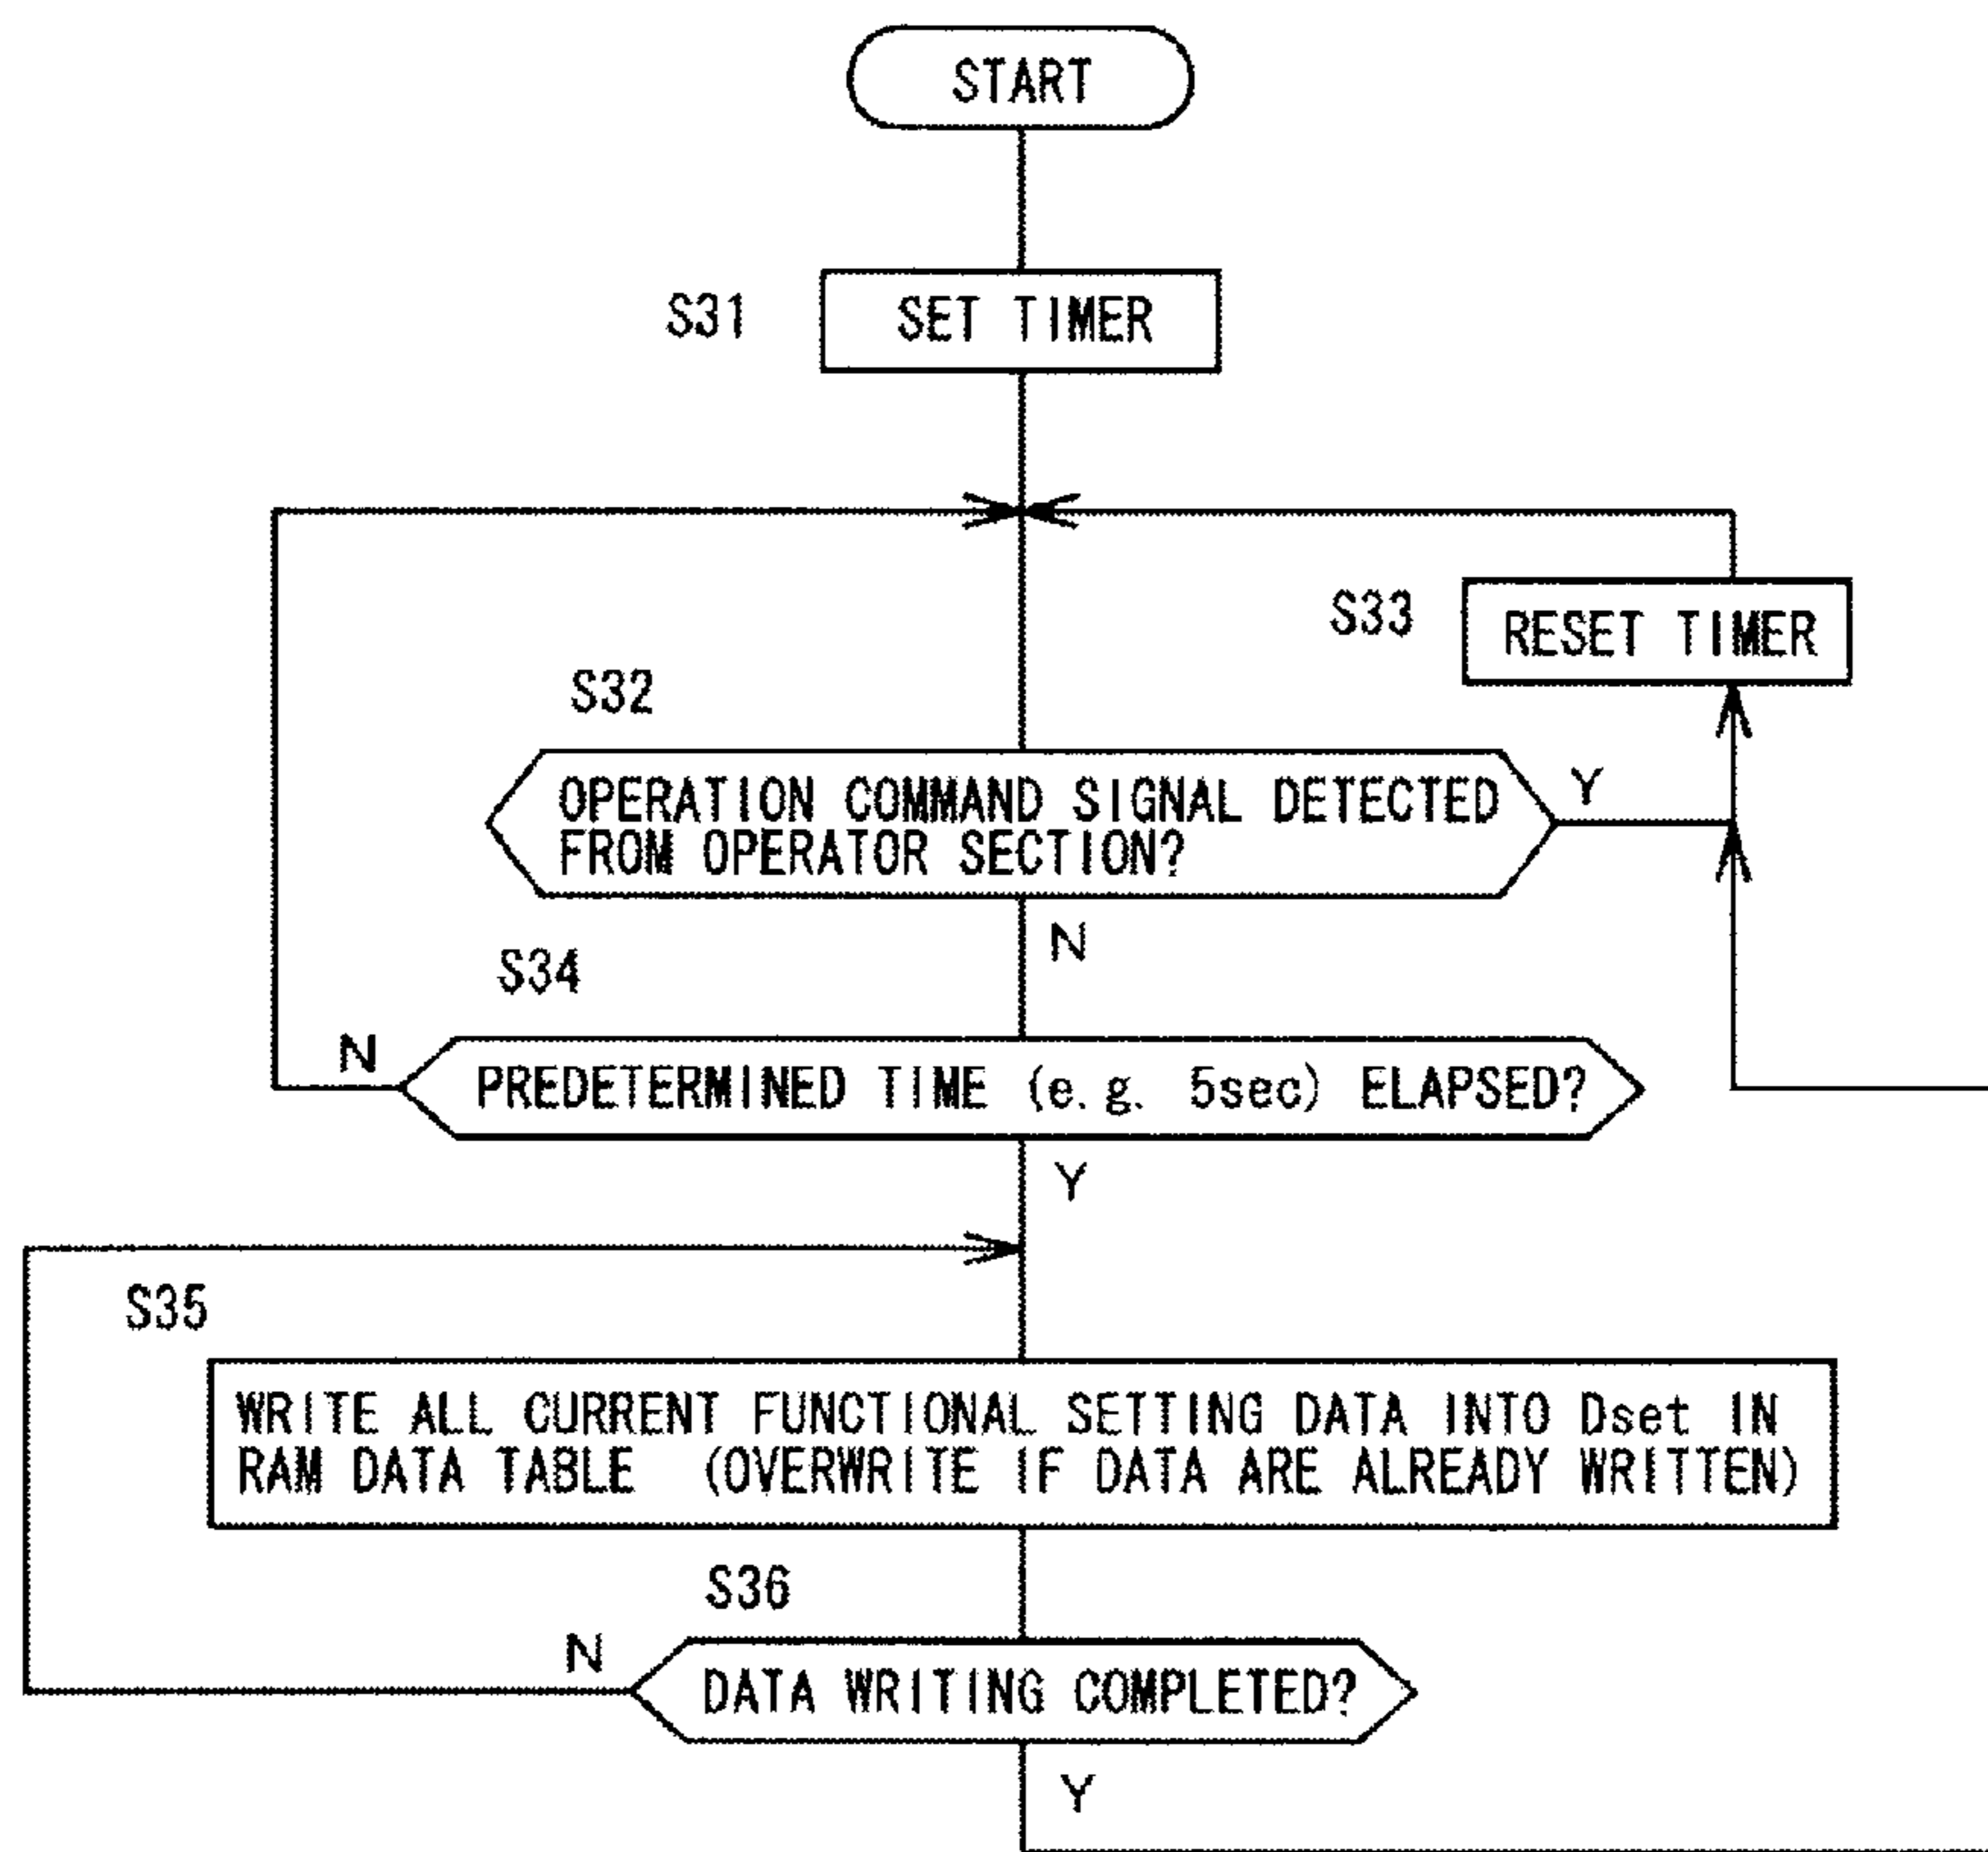 START
S31
SET TIMER
S33
RESET TIMER
S32
OPERATION COMMAND SIGNAL DETECTED
FROM OPERATOR SECTION?
Y
N
S34
N
PREDETERMINED TIME (e.g. 5sec) ELAPSED?
Y
S35
WRITE ALL CURRENT FUNCTIONAL SETTING DATA INTO Dset IN
RAM DATA TABLE (OVERWRITE IF DATA ARE ALREADY WRITTEN)
S36
N
DATA WRITING COMPLETED?
Y